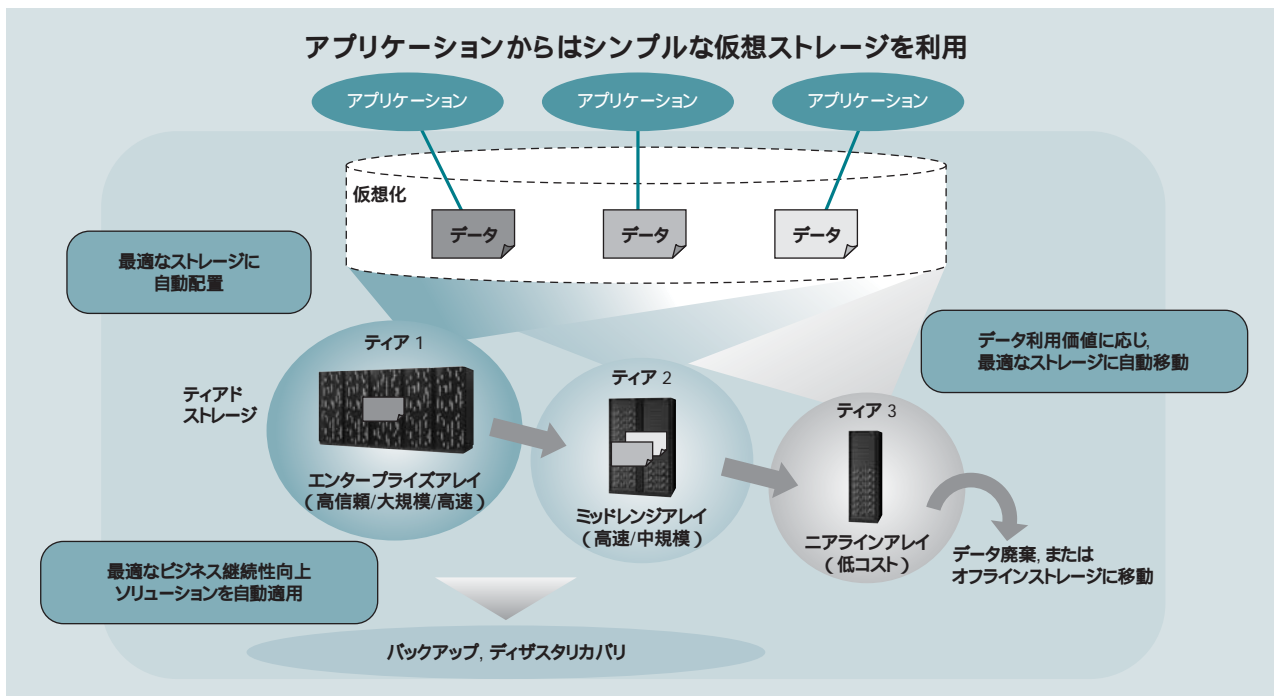 アプリケーションからはシンプルな仮想ストレージを利用
アプリケーション
アプリケーション
アプリケーション
仮想化
データ
データ
データ
最適なストレージに
自動配置
データ利用価値に応じ,
最適なストレージに自動移動
ティアド
ストレージ
ティア 1
エンタープライズアレイ
(高信頼/大規模/高速)
ティア 2
ミッドレンジアレイ
(高速/中規模)
ティア 3
ニアラインアレイ
(低コスト)
データ廃棄, または
オフラインストレージに移動
最適なビジネス継続性向上
ソリューションを自動適用
バックアップ, ディザスタリカバリ